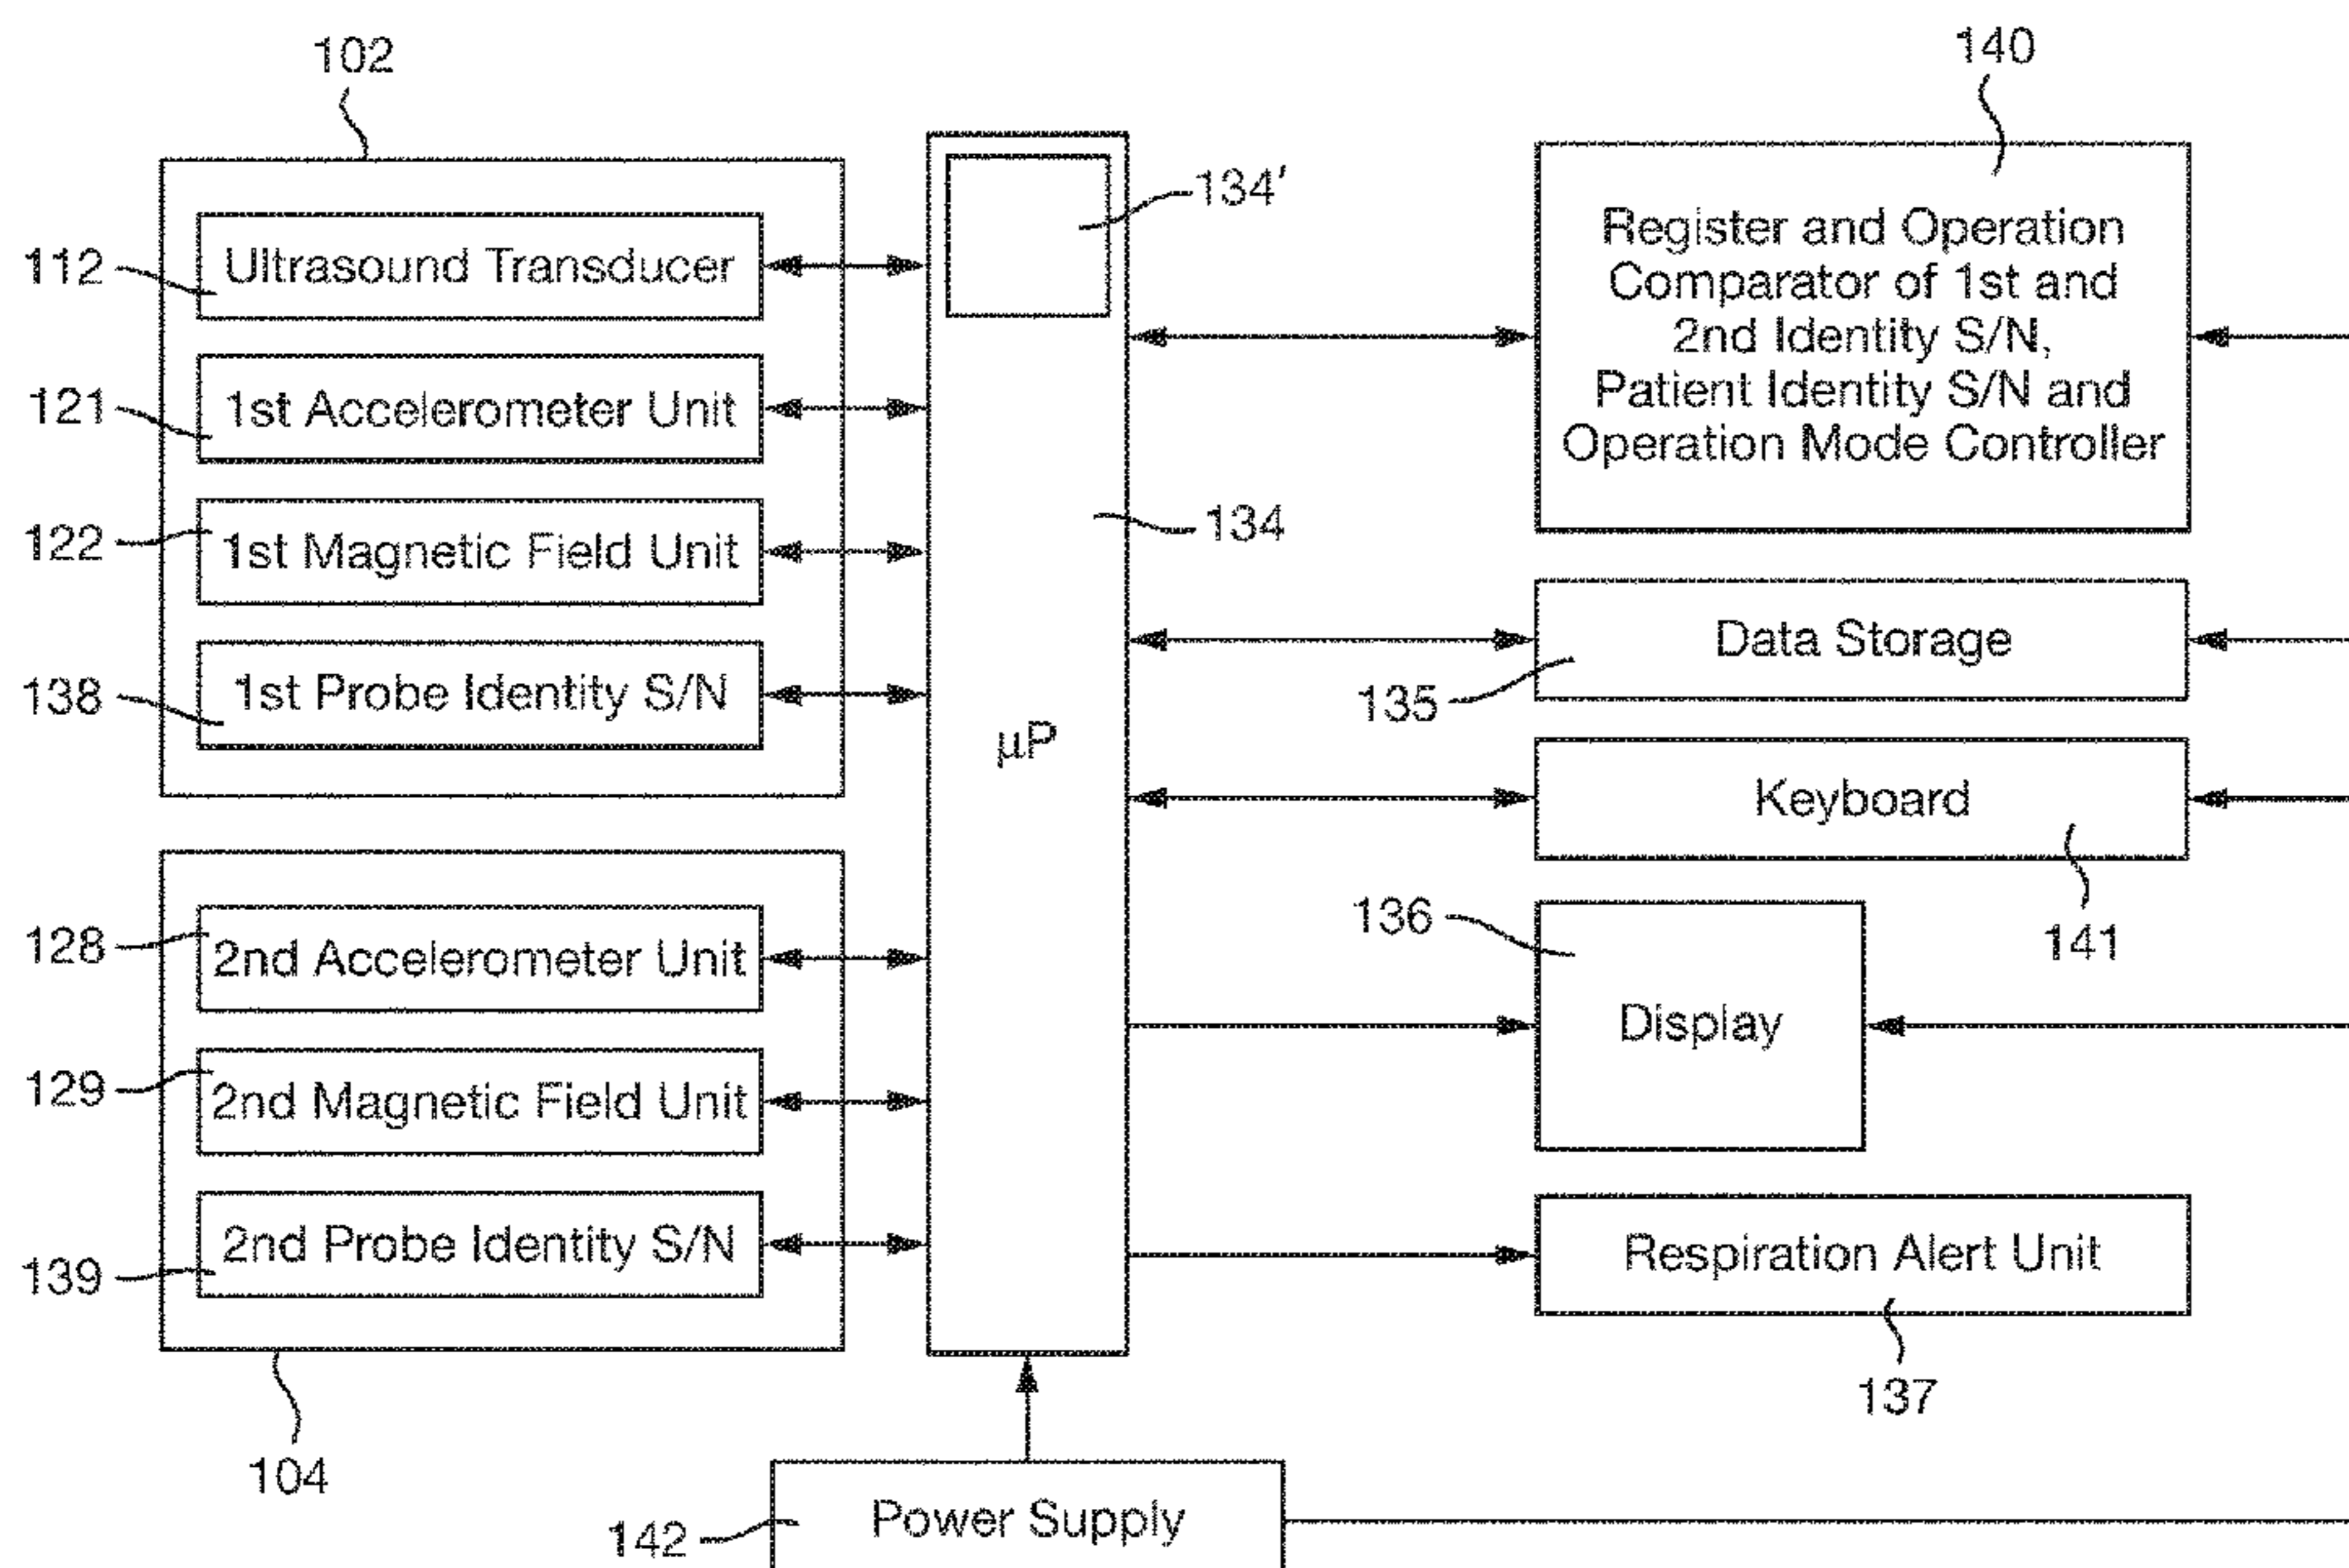 102
140
134'
112
Ultrasound Transducer
121
1st Accelerometer Unit
122
1st Magnetic Field Unit
138
1st Probe Identity S/N
134
µP
Register and Operation
Comparator of 1st and
2nd Identity S/N,
Patient Identity S/N and
Operation Mode Controller
Data Storage
135
Keyboard
141
128
2nd Accelerometer Unit
129
2nd Magnetic Field Unit
139
2nd Probe Identity S/N
136
Display
Respiration Alert Unit
137
104
142
Power Supply